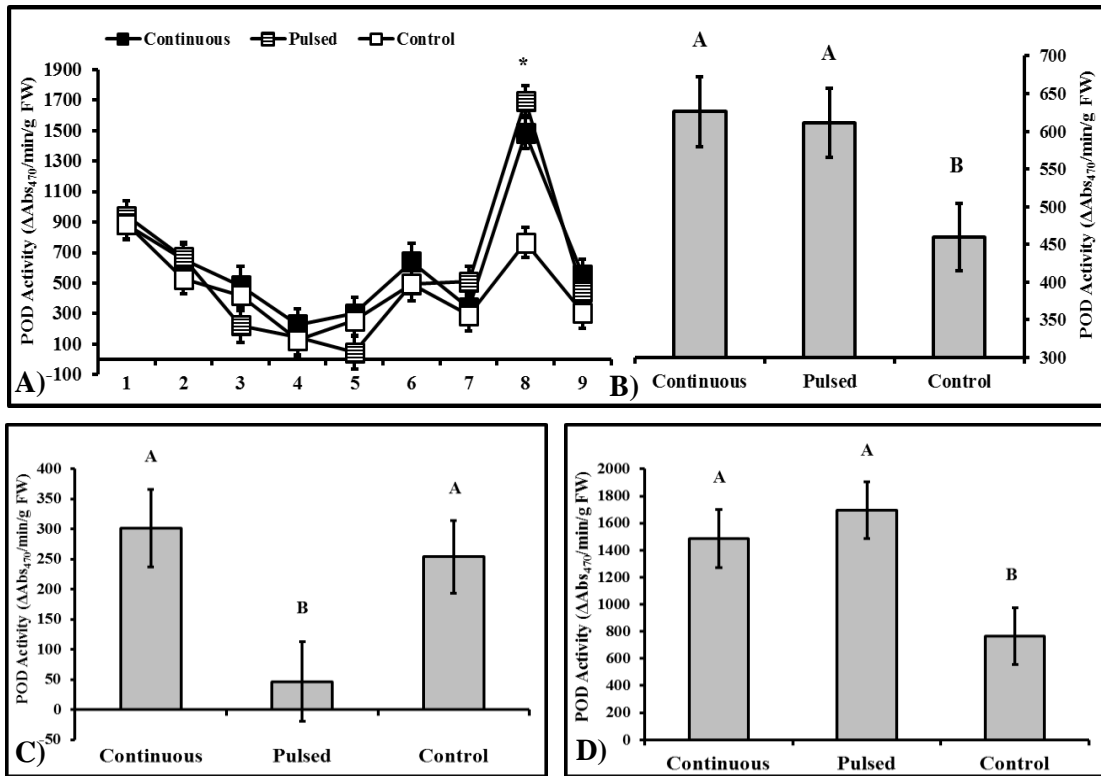 Continuous Pulsed Control
POD Activity (ΔAbs₄₇₀/min/g FW)
1900
1700
1500
1300
1100
900
700
500
300
100
-100
*
1 2 3 4 5 6 7 8 9
A)
A A B
700
650
600
550
500
450
400
350
300
POD Activity (ΔAbs₄₇₀/min/g FW)
Continuous Pulsed Control
B)
POD Activity (ΔAbs₄₇₀/min/g FW)
400
350
300
250
200
150
100
50
0
-50
A B A
Continuous Pulsed Control
C)
POD Activity (ΔAbs₄₇₀/min/g FW)
2000
1800
1600
1400
1200
1000
800
600
400
200
0
A A B
Continuous Pulsed Control
D)